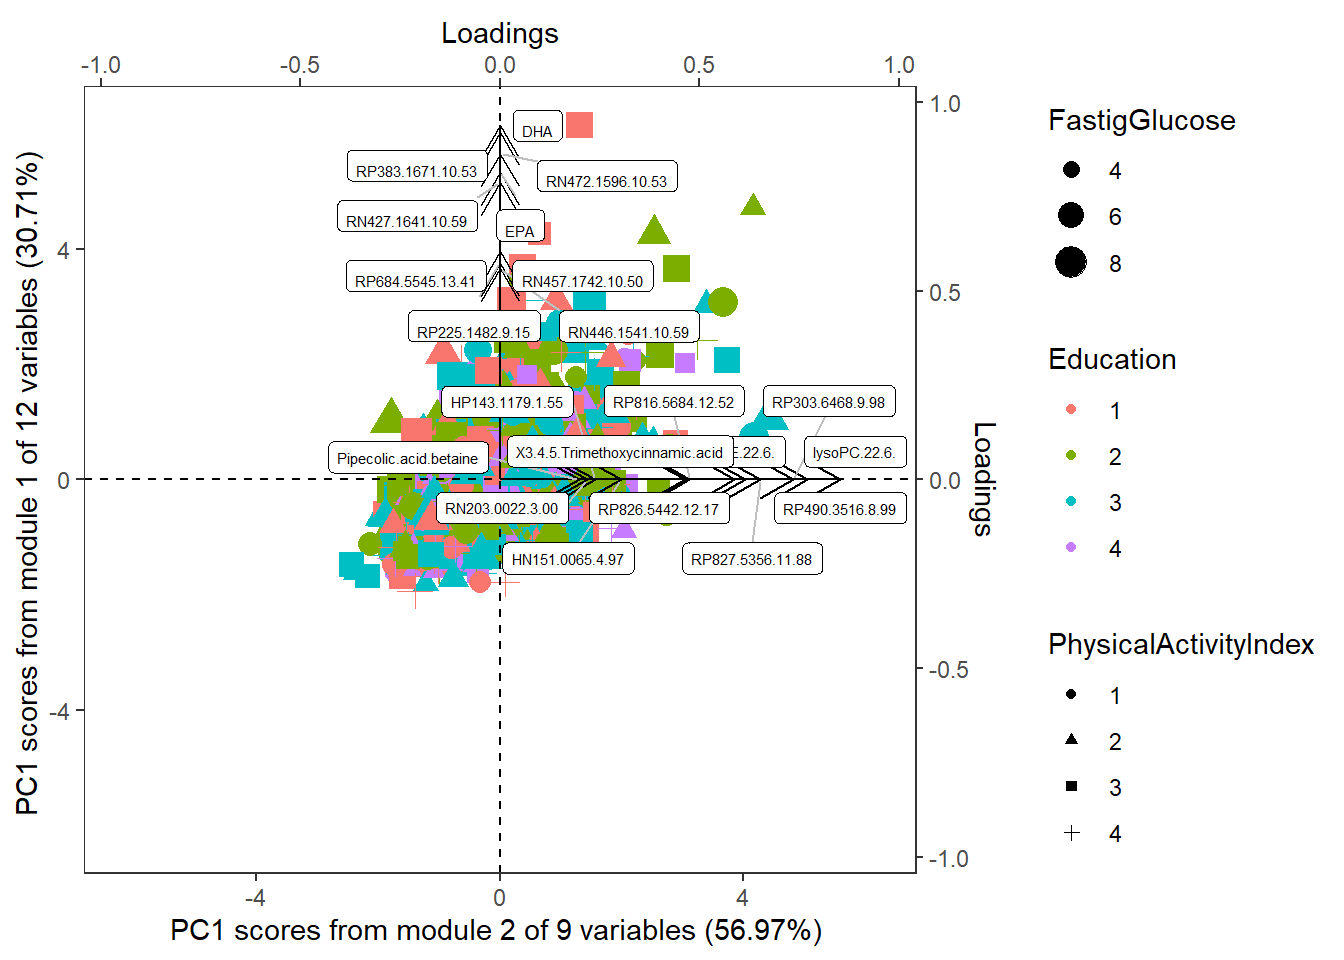 Loadings
-1.0 -0.5 0.0 0.5 1.0
PC1 scores from module 1 of 12 variables (30.71%)
4
0
-4
1.0
0.5
0.0
-0.5
-1.0
Loadings
DHA
RP383.1671.10.53
RN472.1596.10.53
RN427.1641.10.59
EPA
RP684.5545.13.41
RN457.1742.10.50
RP225.1482.9.15
RN446.1541.10.59
HP143.1179.1.55
RP816.5684.12.52
RP303.6468.9.98
Pipecolic.acid.betaine
X3.4.5.Trimethoxycinnamic.acid
E.22.6.
lysoPC.22.6.
RN203.0022.3.00
RP826.5442.12.17
RP490.3516.8.99
HN151.0065.4.97
RP827.5356.11.88
-4 0 4
PC1 scores from module 2 of 9 variables (56.97%)
FastigGlucose
4
6
8
Education
1
2
3
4
PhysicalActivityIndex
1
2
3
4